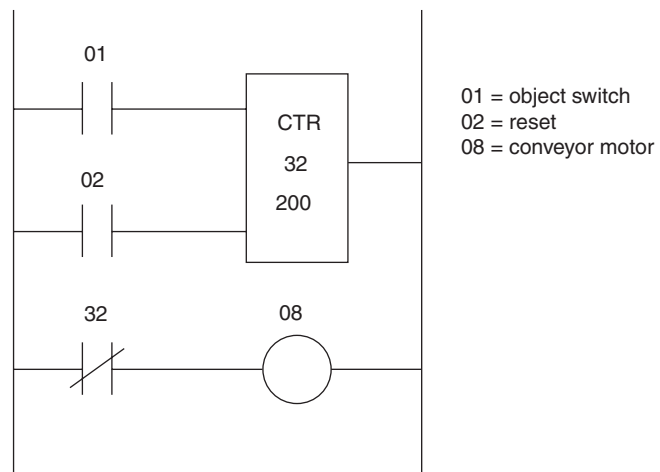 01
CTR
32
200
02
32
08
01 = object switch
02 = reset
08 = conveyor motor